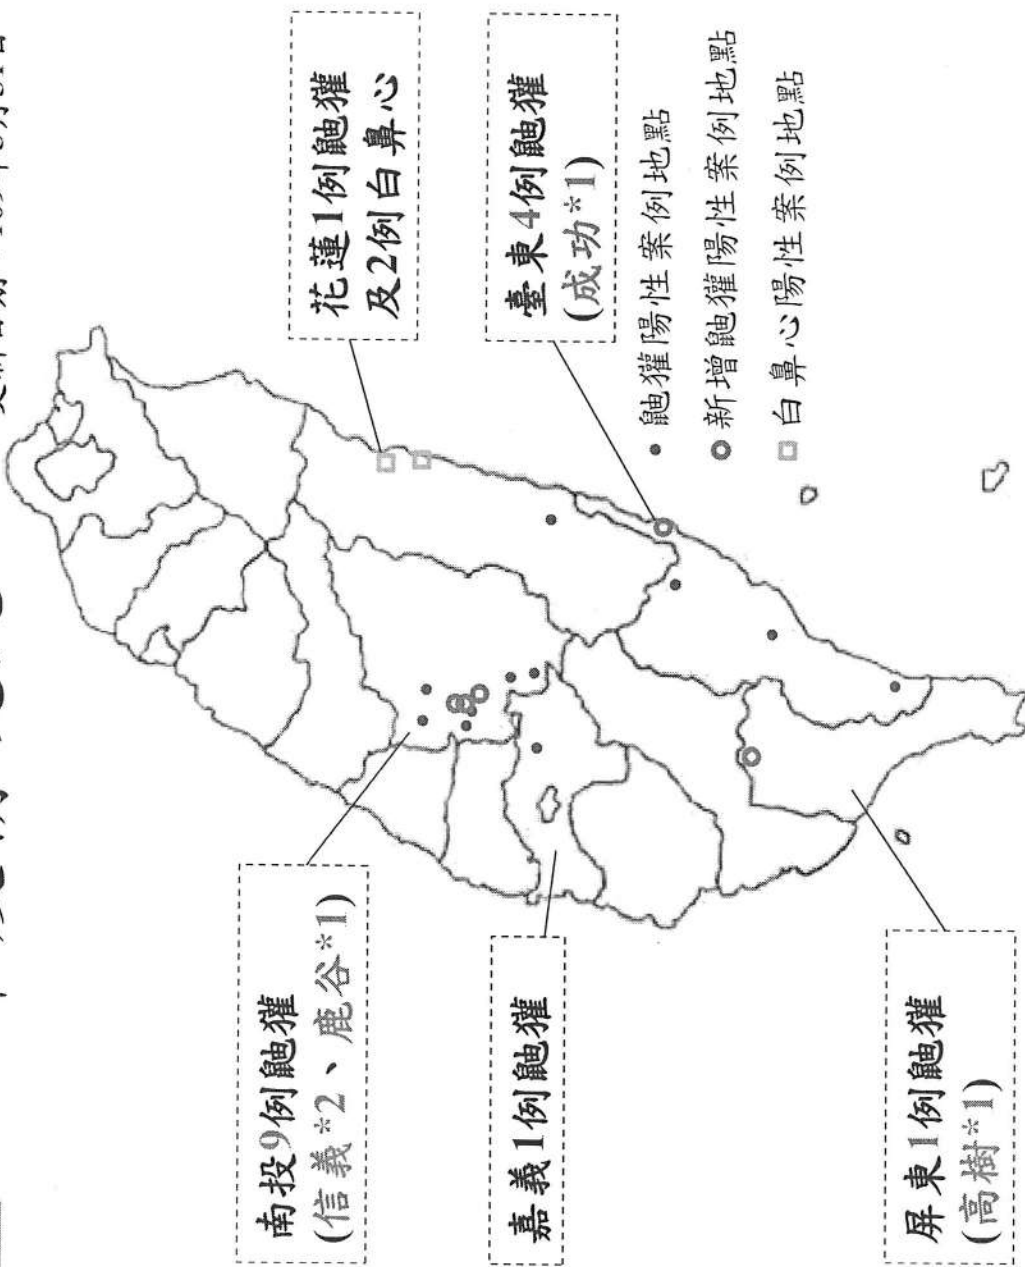 南投9例鼬獾
(信義*2、鹿谷*1)
嘉義1例鼬獾
屏東1例鼬獾
(高樹*1)
花蓮1例鼬獾
及2例白鼻心
臺東4例鼬獾
(成功*1)
鼬獾陽性案例地點
新增鼬獾陽性案例地點
白鼻心陽性案例地點